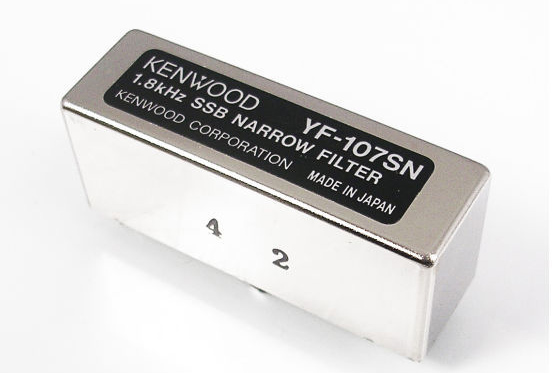 KENWOOD YF-107SN
1.8kHz SSB NARROW FILTER
KENWOOD CORPORATION MADE IN JAPAN
4 2